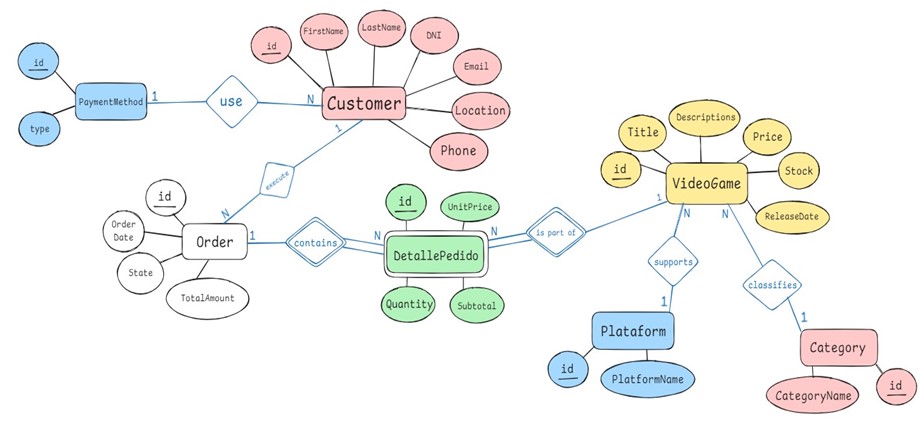 id
type
PaymentMethod
1
use
N
id
FirstName
LastName
DNI
Email
Location
Phone
Customer
1
execute
N
id
Order
Date
State
TotalAmount
Order
1
contains
N
id
UnitPrice
DetallePedido
Quantity
Subtotal
N
is part of
1
id
Title
Descriptions
Price
Stock
ReleaseDate
VideoGame
N
supports
1
Plataform
id
PlatformName
N
classifies
1
Category
CategoryName
id